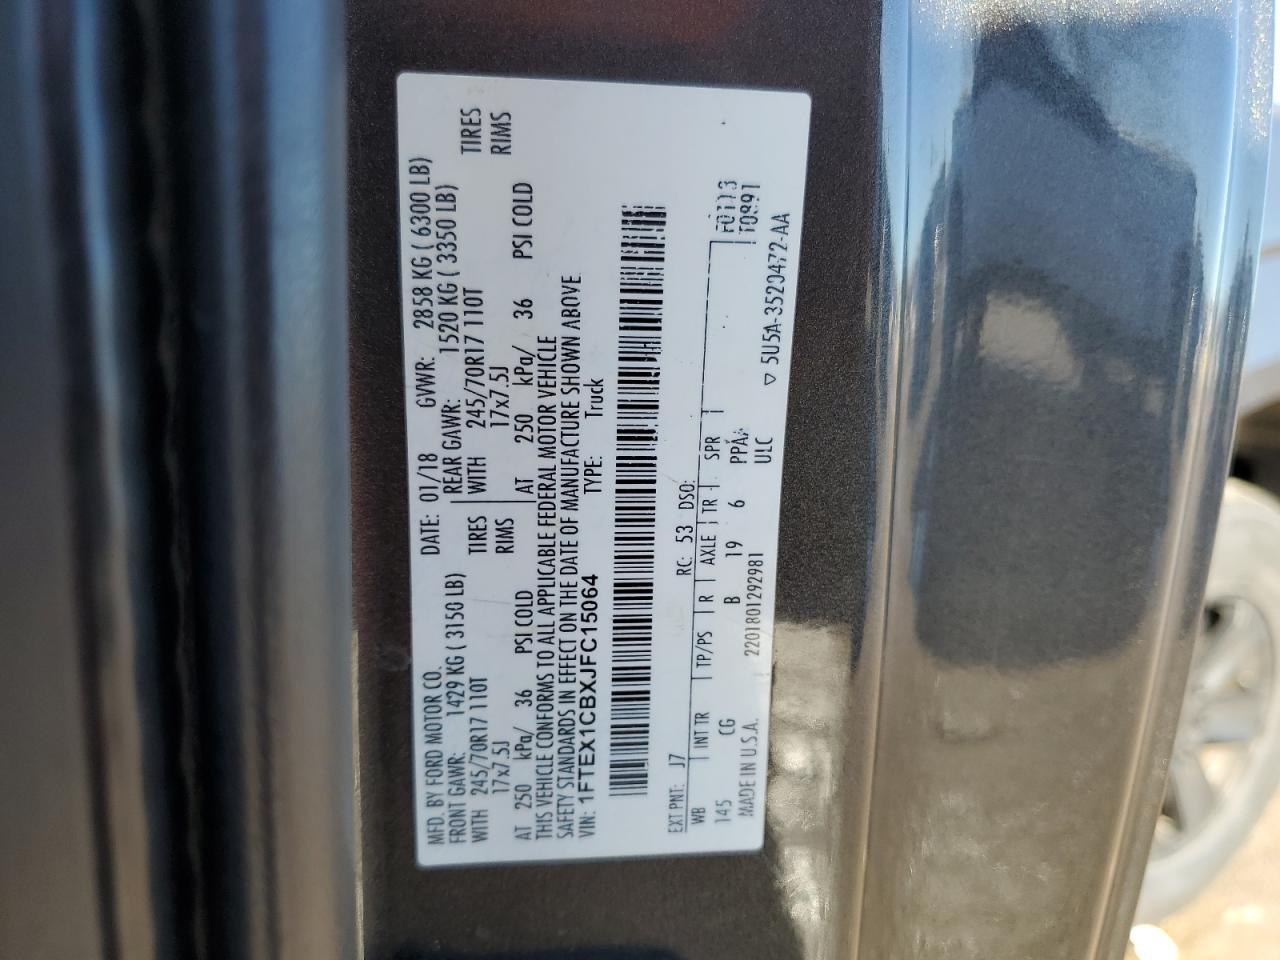 MFD. BY FORD MOTOR CO. DATE: 01/18 GVWR: 2858 KG ( 6300 LB)
FRONT GAWR: 1429 KG ( 3150 LB) REAR GAWR: 1520 KG ( 3350 LB)
WITH 245/70R17 110T TIRES WITH 245/70R17 110T TIRES
17x7.5J RIMS 17x7.5J RIMS
AT 250 kPa/ 36 PSI COLD AT 250 kPa/ 36 PSI COLD
THIS VEHICLE CONFORMS TO ALL APPLICABLE FEDERAL MOTOR VEHICLE
SAFETY STANDARDS IN EFFECT ON THE DATE OF MANUFACTURE SHOWN ABOVE.
VIN: 1FTEX1CBXJFC15064 TYPE: Truck
EXT PNT: J7 RC: 53 DSO:
WB INT TR TP/PS R AXLE TR SPR F0113
145 CG B 19 6 PPAA T0891
MADE IN U.S.A. 2201801292981 ULC
▽ 5U5A-3520472-AA